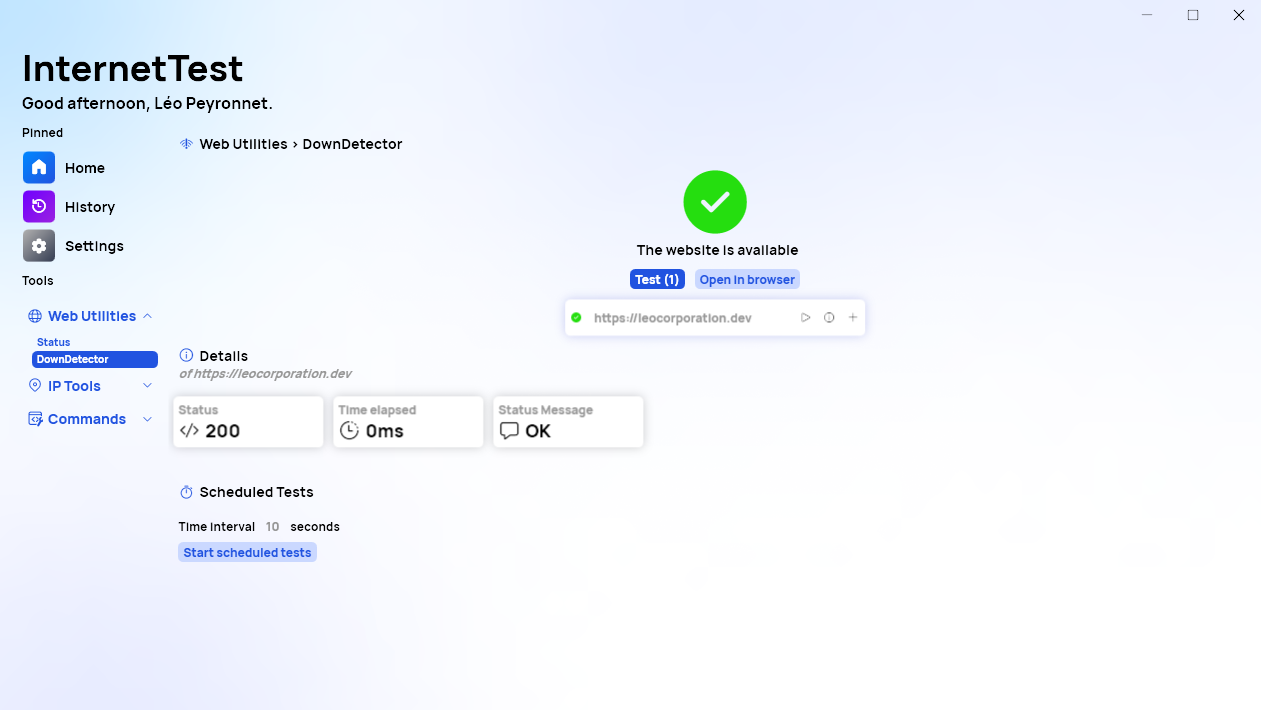 InternetTest
Good afternoon, Léo Peyronnet.
Pinned
Home
History
Settings
Tools
Web Utilities
Status
DownDetector
IP Tools
Commands
Web Utilities > DownDetector
The website is available
Test (1) Open in browser
https://leocorporation.dev
Details
of https://leocorporation.dev
Status Time elapsed Status Message
200 0ms OK
Scheduled Tests
Time interval 10 seconds
Start scheduled tests